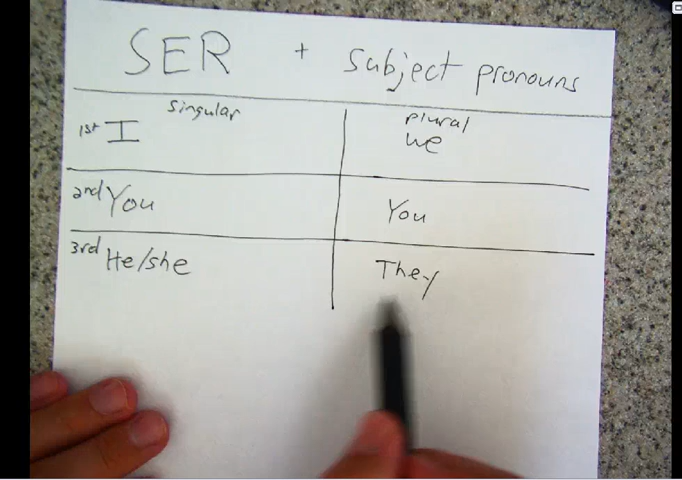 SER + Subject pronouns
singular plural
1st I we
2nd You You
3rd He/she They